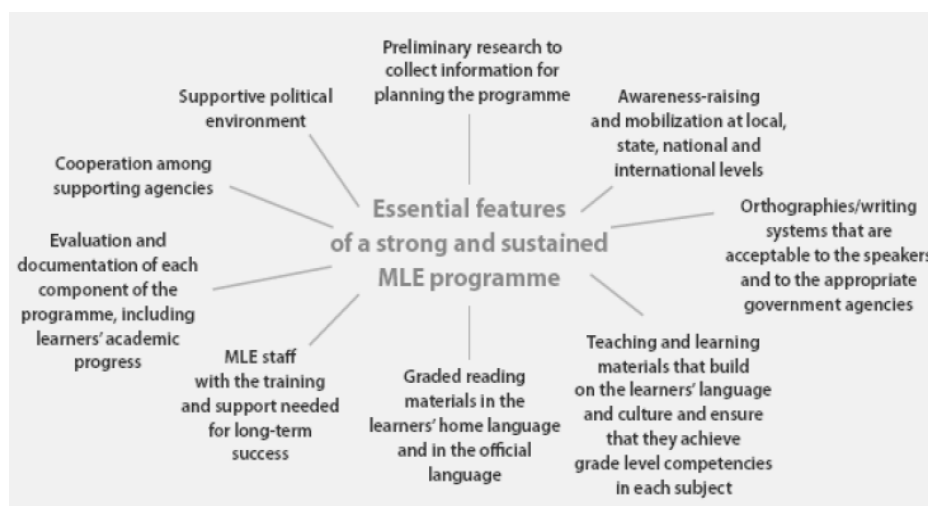 Preliminary research to
collect information for
planning the programme
Awareness-raising
and mobilization at local,
state, national and
international levels
Orthographies/writing
systems that are
acceptable to the speakers
and to the appropriate
government agencies
Teaching and learning
materials that build
on the learners' language
and culture and ensure
that they achieve
grade level competencies
in each subject
Graded reading
materials in the
learners' home language
and in the official
language
MLE staff
with the training
and support needed
for long-term
success
Evaluation and
documentation of each
component of the
programme, including
learners' academic
progress
Cooperation among
supporting agencies
Supportive political
environment
Essential features
of a strong and sustained
MLE programme